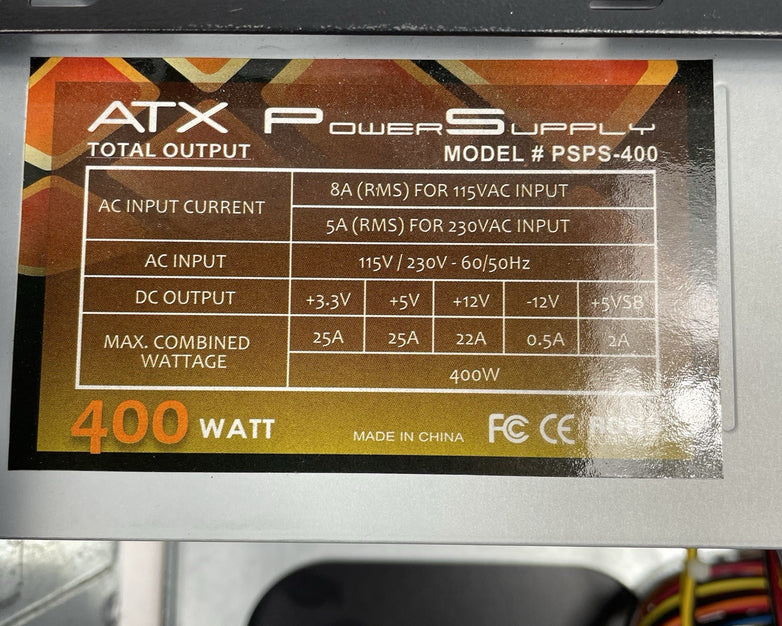 ATX POWERSUPPLY
TOTAL OUTPUT
MODEL # PSPS-400
AC INPUT CURRENT
8A (RMS) FOR 115VAC INPUT
5A (RMS) FOR 230VAC INPUT
AC INPUT
115V / 230V - 60/50Hz
DC OUTPUT
+3.3V
+5V
+12V
-12V
+5VSB
MAX. COMBINED
WATTAGE
25A
25A
22A
0.5A
2A
400W
400 WATT
MADE IN CHINA
FC CE